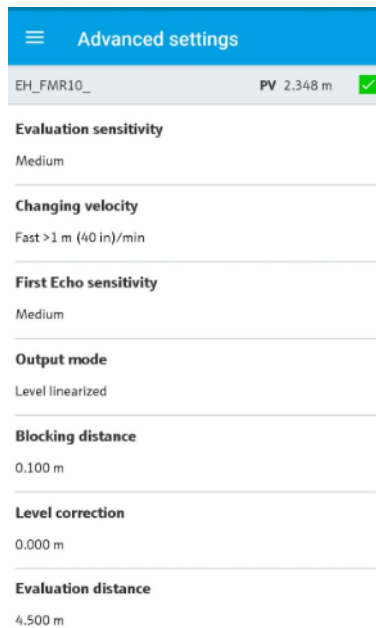 Advanced settings
EH_FMR10_ PV 2.348 m
Evaluation sensitivity
Medium
Changing velocity
Fast >1 m (40 in)/min
First Echo sensitivity
Medium
Output mode
Level linearized
Blocking distance
0.100 m
Level correction
0.000 m
Evaluation distance
4.500 m